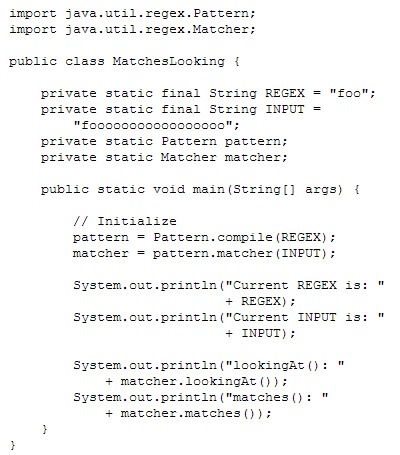 import java.util.regex.Pattern;
import java.util.regex.Matcher;
public class MatchesLooking {
private static final String REGEX = "foo";
private static final String INPUT =
"fooooooooooooooooo";
private static Pattern pattern;
private static Matcher matcher;
public static void main(String[] args) {
// Initialize
pattern = Pattern.compile(REGEX);
matcher = pattern.matcher(INPUT);
System.out.println("Current REGEX is: "
+ REGEX);
System.out.println("Current INPUT is: "
+ INPUT);
System.out.println("lookingAt(): "
+ matcher.lookingAt());
System.out.println("matches(): "
+ matcher.matches());
}
}